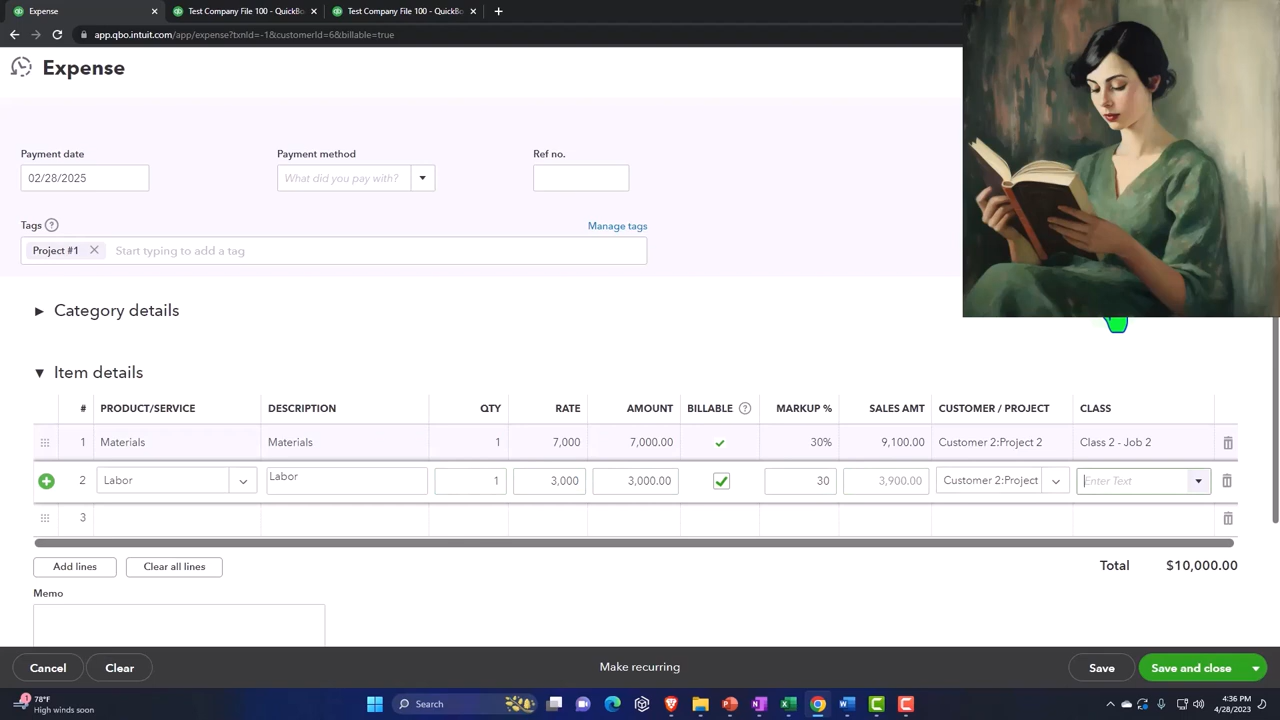 Expense
Test Company File 100 - QuickBo
Test Company File 100 - QuickBo
app.qbo.intuit.com/app/expense?txnId=-1&customerId=6&billable=true
Expense
Payment date
Payment method
Ref no.
02/28/2025
What did you pay with?
Tags
Manage tags
Project #1
Start typing to add a tag
Category details
Item details
# PRODUCT/SERVICE DESCRIPTION QTY RATE AMOUNT BILLABLE MARKUP % SALES AMT CUSTOMER / PROJECT CLASS
1 Materials Materials 1 7,000 7,000.00 30% 9,100.00 Customer 2:Project 2 Class 2 - Job 2
2 Labor Labor 1 3,000 3,000.00 30 3,900.00 Customer 2:Project Enter Text
3
Add lines
Clear all lines
Total $10,000.00
Memo
Cancel
Clear
Make recurring
Save
Save and close
78°F
High winds soon
Search
4:36 PM
4/28/2023